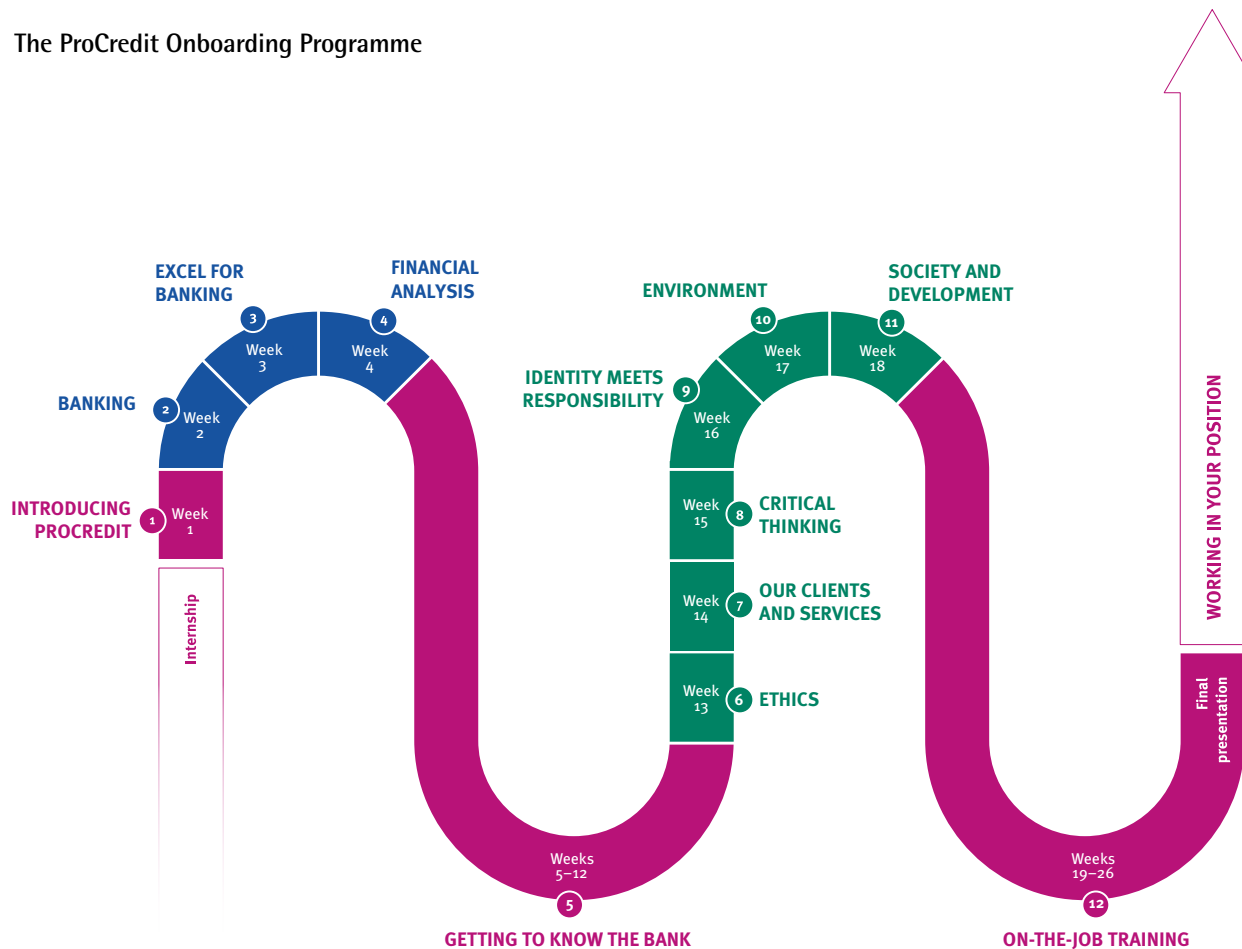 The ProCredit Onboarding Programme
Internship
INTRODUCING
PROCREDIT
1
Week
1
BANKING
2
Week
2
EXCEL FOR
BANKING
3
Week
3
FINANCIAL
ANALYSIS
4
Week
4
Weeks
5–12
5
GETTING TO KNOW THE BANK
Week
13
6
ETHICS
Week
14
7
OUR CLIENTS
AND SERVICES
Week
15
8
CRITICAL
THINKING
IDENTITY MEETS
RESPONSIBILITY
9
Week
16
ENVIRONMENT
10
Week
17
SOCIETY AND
DEVELOPMENT
11
Week
18
Weeks
19–26
12
ON-THE-JOB TRAINING
Final
presentation
WORKING IN YOUR POSITION